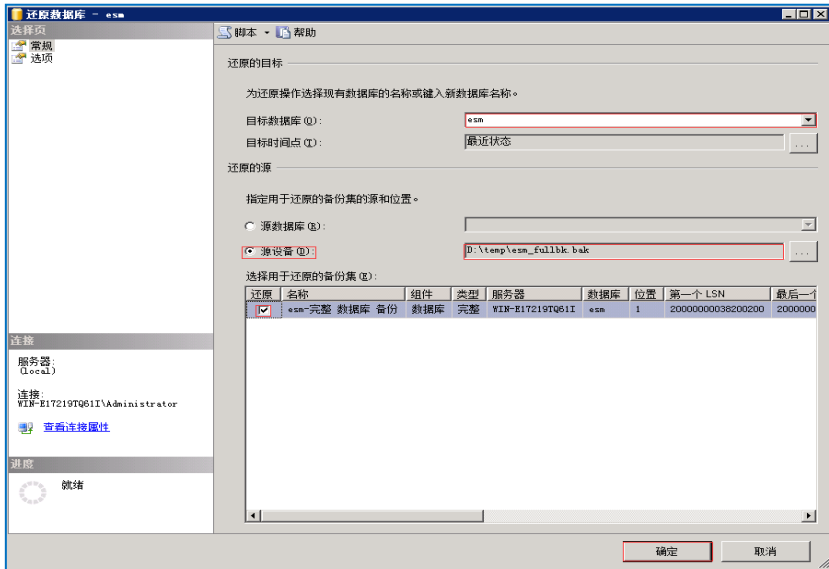 还原数据库 - esm
选择页
常规
选项
脚本 帮助
还原的目标
为还原操作选择现有数据库的名称或键入新数据库名称。
目标数据库(O): esm
目标时间点(T): 最近状态 ...
还原的源
指定用于还原的备份集的源和位置。
源数据库(R):
源设备(D): D:\temp\esm_fullbk.bak ...
选择用于还原的备份集(E):
还原 名称 组件 类型 服务器 数据库 位置 第一个 LSN 最后一个
esm-完整 数据库 备份 数据库 完整 WIN-E17219TQ61I esm 1 20000000038200200 2000000
连接
服务器:
(local)
连接:
WIN-E17219TQ61I\Administrator
查看连接属性
进度
就绪
确定 取消